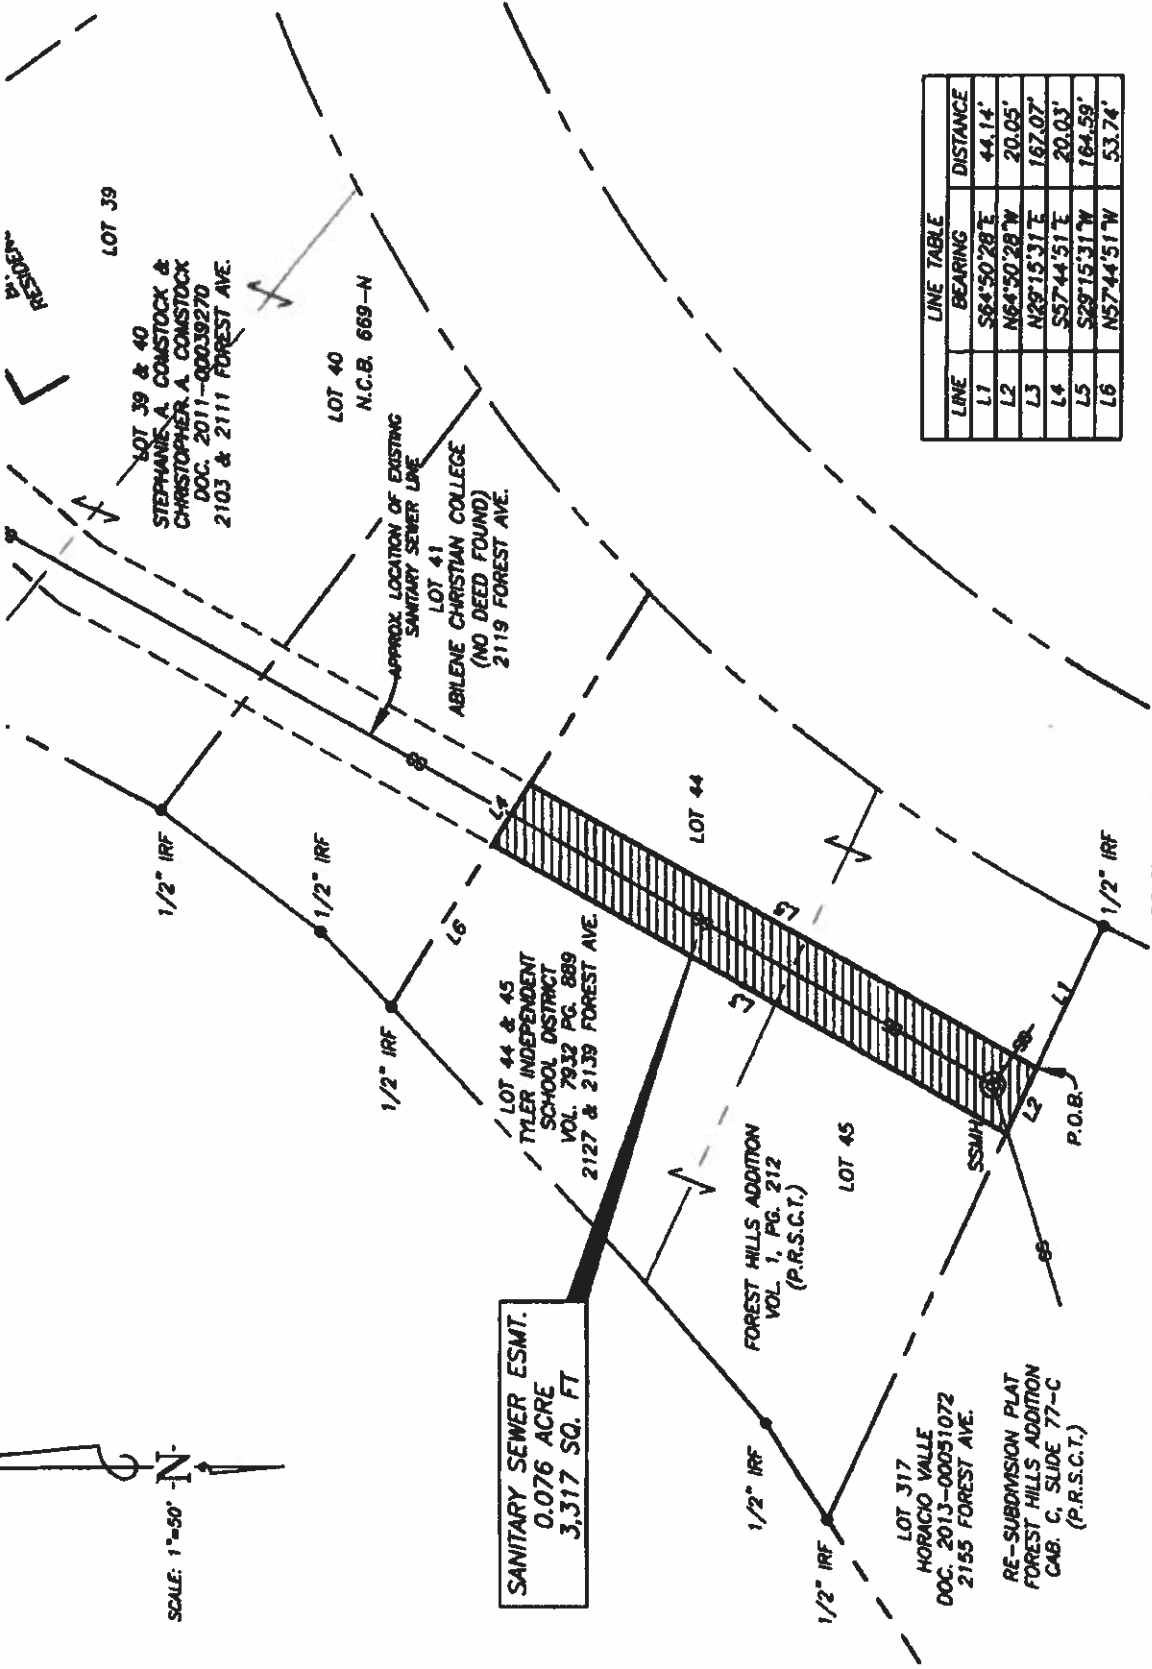 SCALE: 1"=50'
N
SANITARY SEWER ESMT.
0.076 ACRE
3,317 SQ. FT
LOT 39
LOT 39 & 40
STEPHANIE A. COMSTOCK &
CHRISTOPHER A. COMSTOCK
DOC. 2011-00039270
2103 & 2111 FOREST AVE.
LOT 40
N.C.B. 669-N
APPROX. LOCATION OF EXISTING
SANITARY SEWER LINE
LOT 41
ABILENE CHRISTIAN COLLEGE
(NO DEED FOUND)
2119 FOREST AVE.
1/2" IRF
1/2" IRF
1/2" IRF
L6
L4
LOT 44 & 45
TYLER INDEPENDENT
SCHOOL DISTRICT
VOL. 7932 PG. 889
2127 & 2139 FOREST AVE.
LOT 44
L5
L3
FOREST HILLS ADDITION
VOL. 1, PG. 212
(P.R.S.C.T.)
LOT 45
SSMH
SS
L1
L2
P.O.B.
1/2" IRF
SS
1/2" IRF
1/2" IRF
LOT 317
HORACIO VALLE
DOC. 2013-00051072
2155 FOREST AVE.
RE-SUBDIVISION PLAT
FOREST HILLS ADDITION
CAB. C, SLIDE 77-C
(P.R.S.C.T.)
LINE TABLE
LINE BEARING DISTANCE
L1 S64°50'28"E 44.14'
L2 N64°50'28"W 20.05'
L3 N29°15'31"E 167.07'
L4 S57°44'51"E 20.03'
L5 S29°15'31"W 164.59'
L6 N57°44'51"W 53.74'